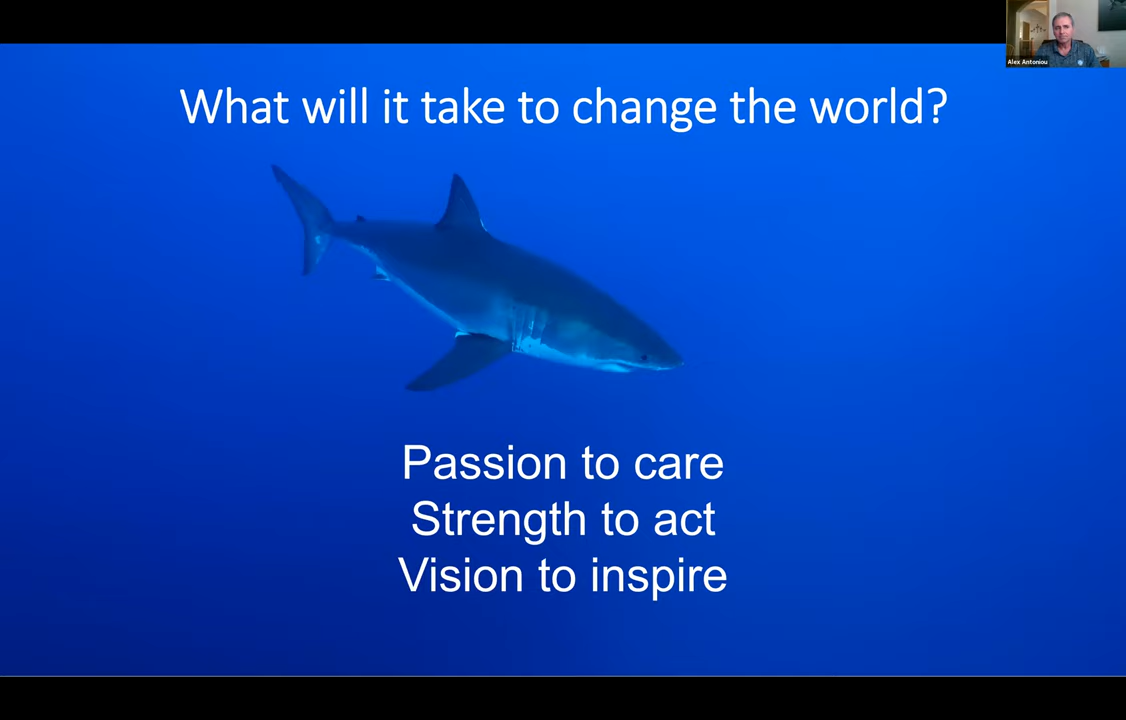 Alex Antoniou
What will it take to change the world?
Passion to care
Strength to act
Vision to inspire